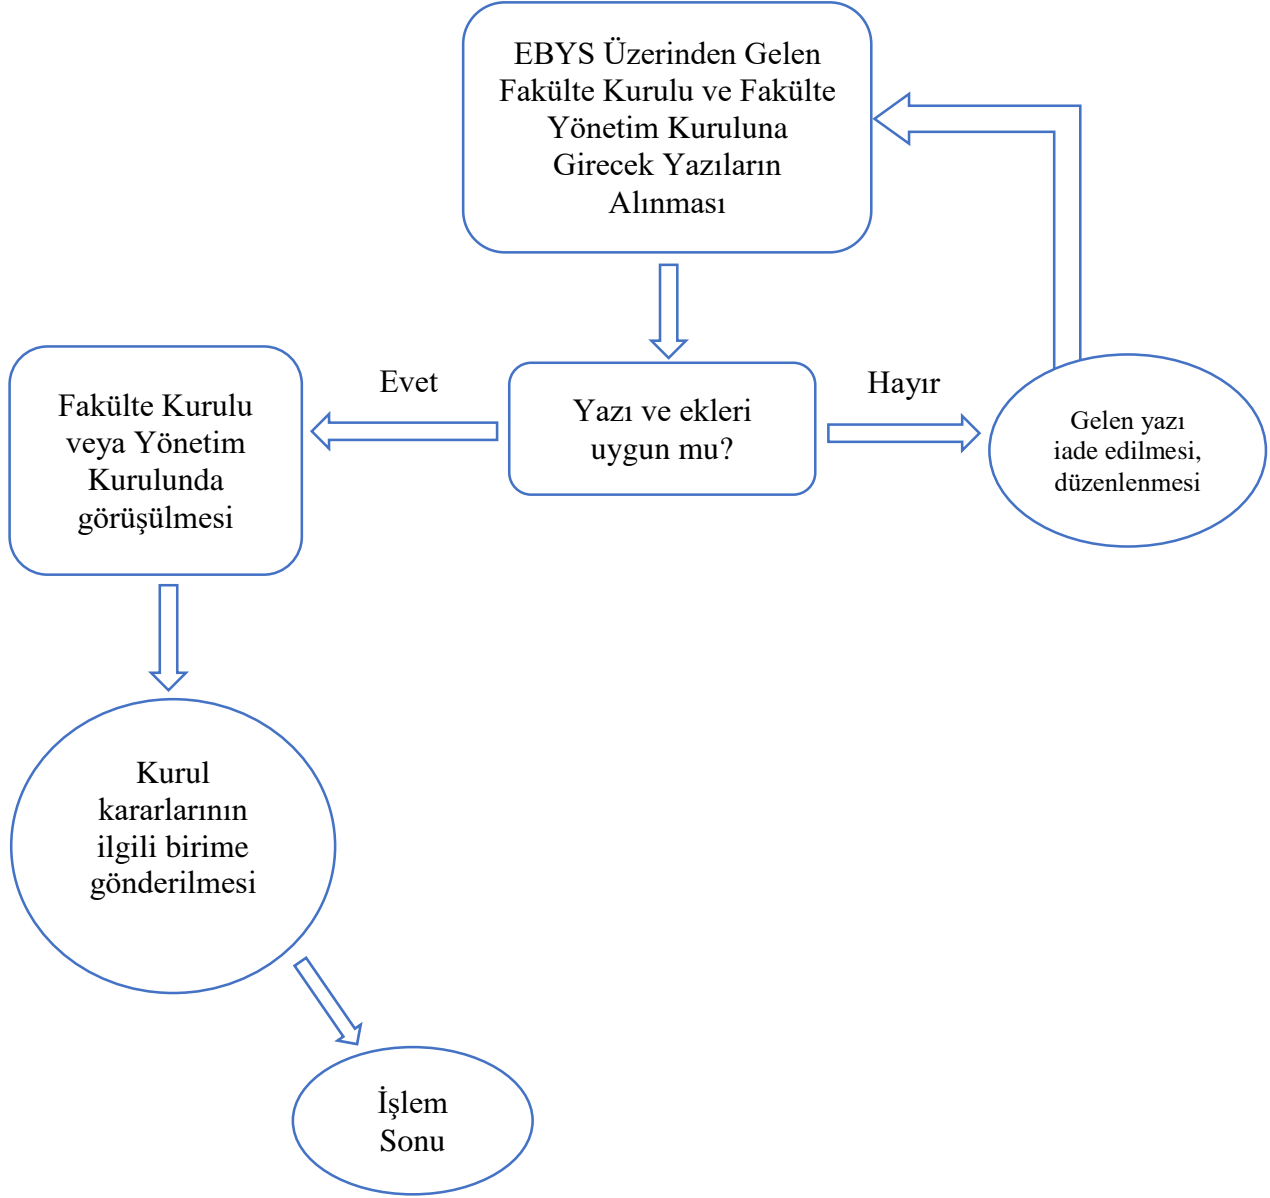 EBYS Üzerinden Gelen
Fakülte Kurulu ve Fakülte
Yönetim Kuruluna
Girecek Yazıların
Alınması
Evet
Hayır
Fakülte Kurulu
veya Yönetim
Kurulunda
görüşülmesi
Yazı ve ekleri
uygun mu?
Gelen yazı
iade edilmesi,
düzenlenmesi
Kurul
kararlarının
ilgili birime
gönderilmesi
İşlem
Sonu